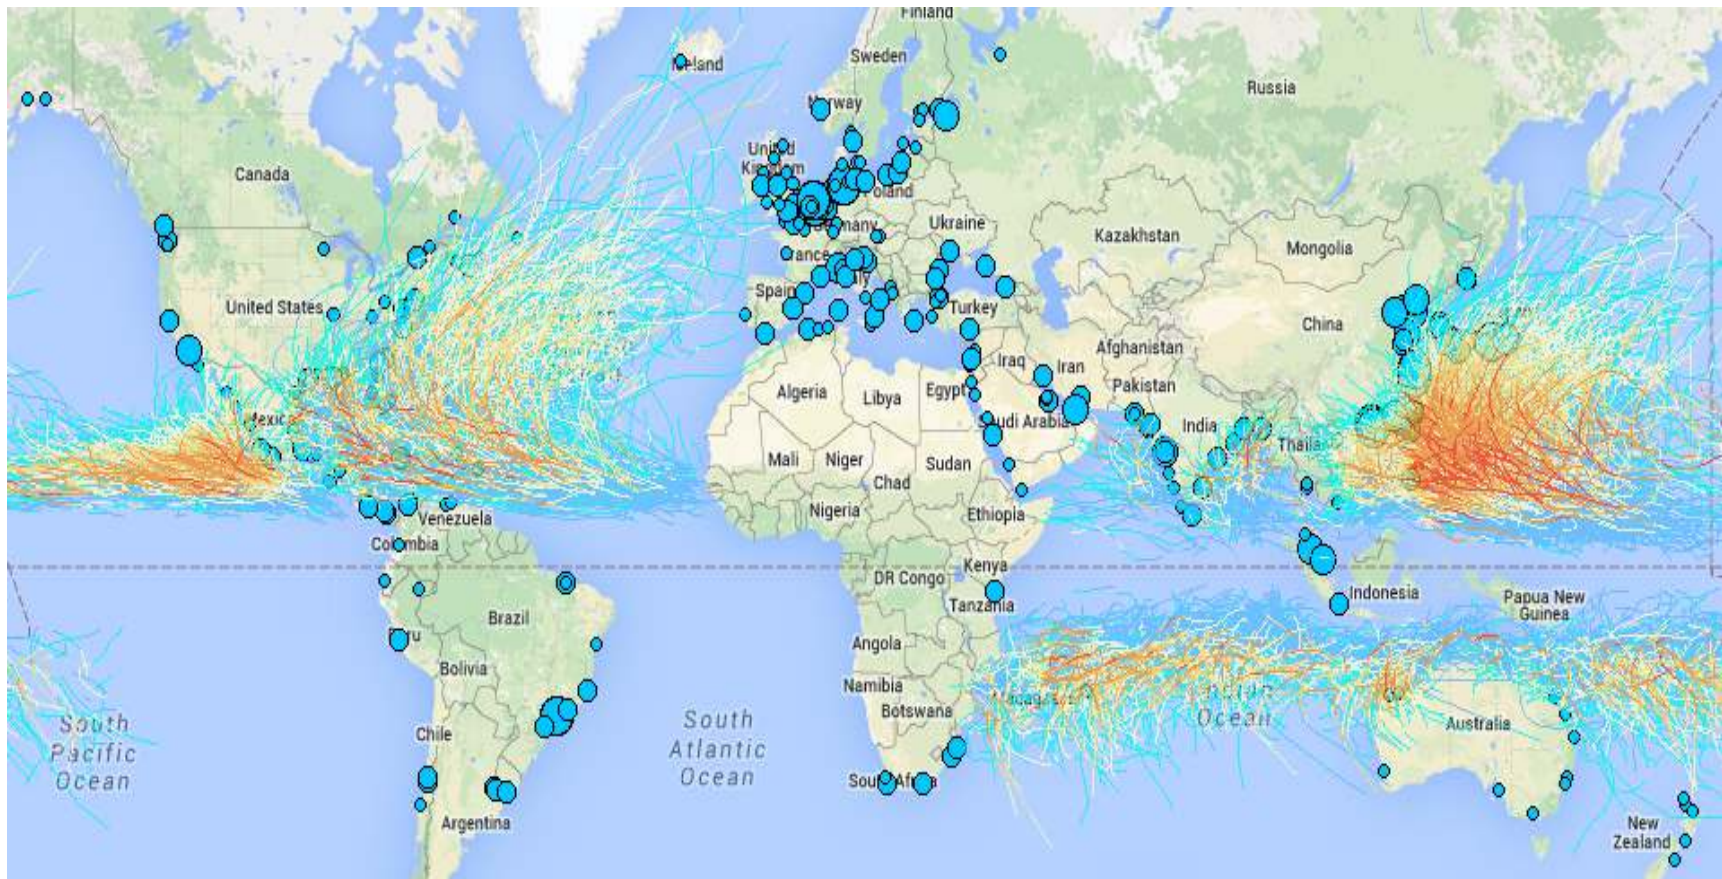 Finland
Sweden
Russia
Norway
United
Kingdom
Canada
Poland
Germany
Ukraine
Kazakhstan
Mongolia
France
Italy
Spain
United States
Turkey
China
Iraq
Iran
Afghanistan
Pakistan
Algeria
Libya
Egypt
Saudi Arabia
India
Mexico
Mali
Niger
Sudan
Chad
Nigeria
Ethiopia
Venezuela
Colombia
Kenya
DR Congo
Tanzania
Indonesia
Papua New
Guinea
Brazil
Peru
Angola
Bolivia
Namibia
Botswana
Madagascar
Indian
Ocean
South
Pacific
Ocean
South
Atlantic
Ocean
Chile
Australia
South Africa
Argentina
New
Zealand